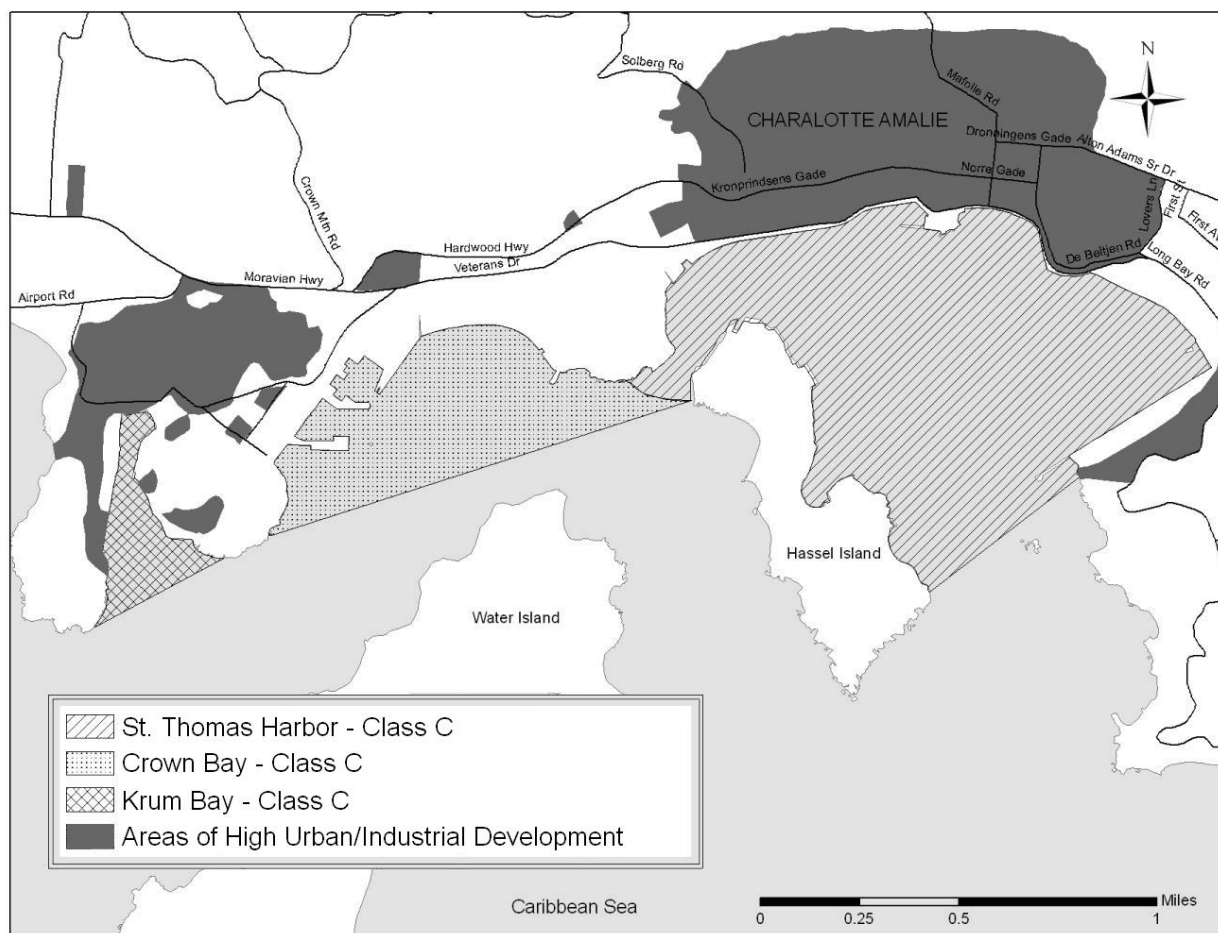 N
Solberg Rd
Mafolie Rd
CHARALOTTE AMALIE
Dronningens Gade
Alton Adams Sr Dr
Norre Gade
Kronprindsens Gade
Lovers Ln
First St
First Av
Crown Mtn Rd
Hardwood Hwy
Veterans Dr
De Beltjen Rd
Long Bay Rd
Moravian Hwy
Airport Rd
Hassel Island
Water Island
St. Thomas Harbor - Class C
Crown Bay - Class C
Krum Bay - Class C
Areas of High Urban/Industrial Development
Caribbean Sea
Miles
0 0.25 0.5 1